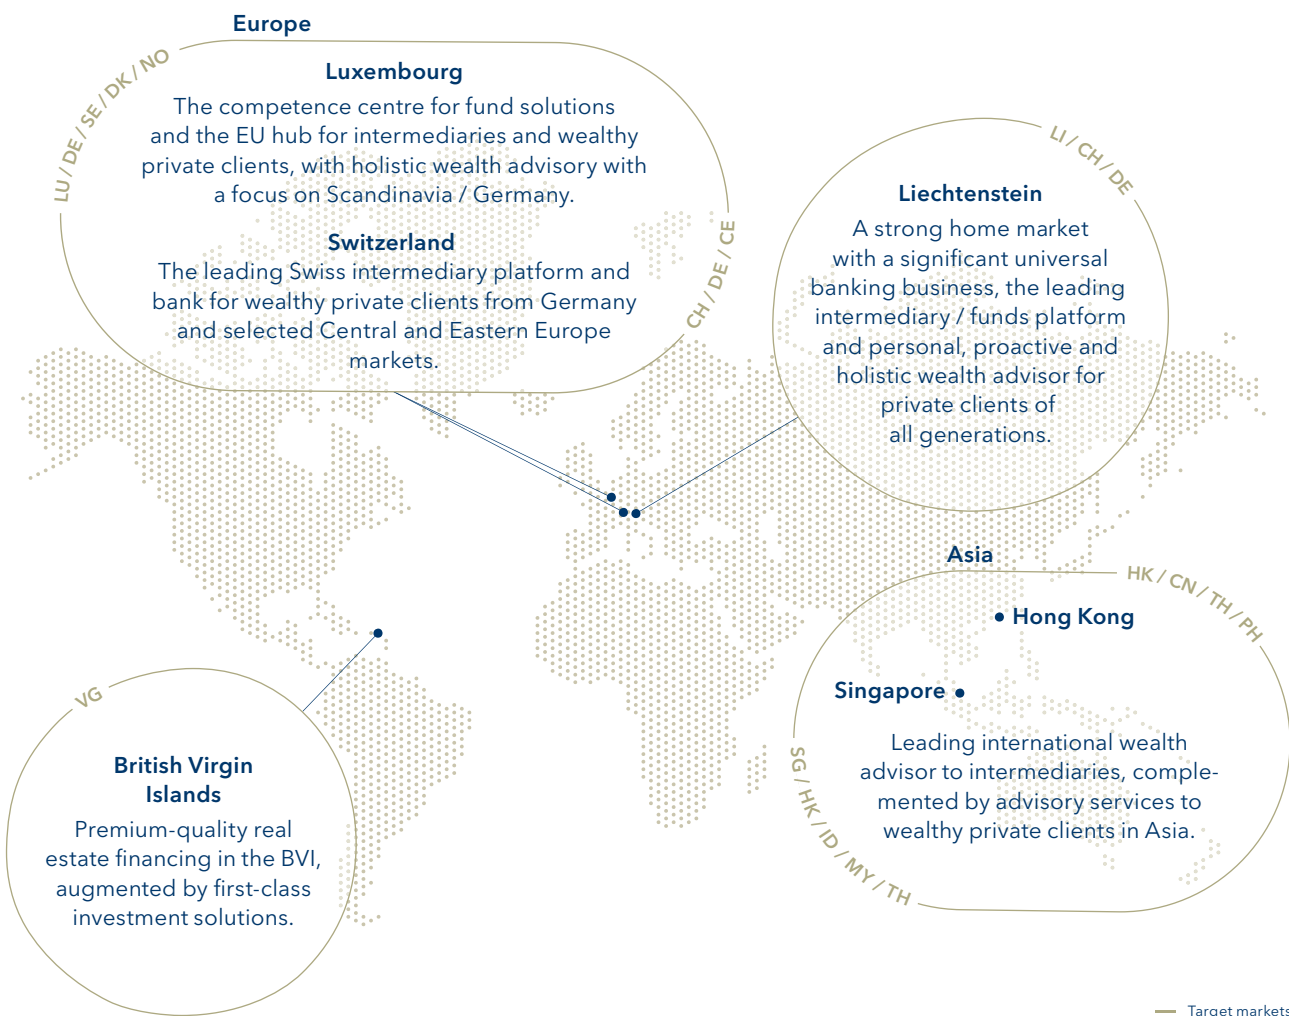 Europe
LU / DE / SE / DK / NO
Luxembourg
The competence centre for fund solutions
and the EU hub for intermediaries and wealthy
private clients, with holistic wealth advisory with
a focus on Scandinavia / Germany.
Switzerland
The leading Swiss intermediary platform and
bank for wealthy private clients from Germany
and selected Central and Eastern Europe
markets.
CH / DE / CE
LI / CH / DE
Liechtenstein
A strong home market
with a significant universal
banking business, the leading
intermediary / funds platform
and personal, proactive and
holistic wealth advisor for
private clients of
all generations.
Asia
HK / CN / TH / PH
Hong Kong
Singapore
Leading international wealth
advisor to intermediaries, comple-
mented by advisory services to
wealthy private clients in Asia.
SG / HK / ID / MY / TH
VG
British Virgin
Islands
Premium-quality real
estate financing in the BVI,
augmented by first-class
investment solutions.
Target markets